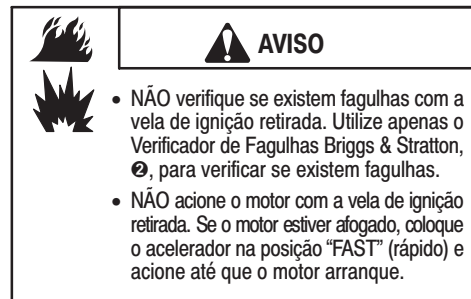 AVISO
• NÃO verifique se existem fagulhas com a
vela de ignição retirada. Utilize apenas o
Verificador de Fagulhas Briggs & Stratton,
❷, para verificar se existem fagulhas.
• NÃO acione o motor com a vela de ignição
retirada. Se o motor estiver afogado, coloque
o acelerador na posição “FAST” (rápido) e
acione até que o motor arranque.